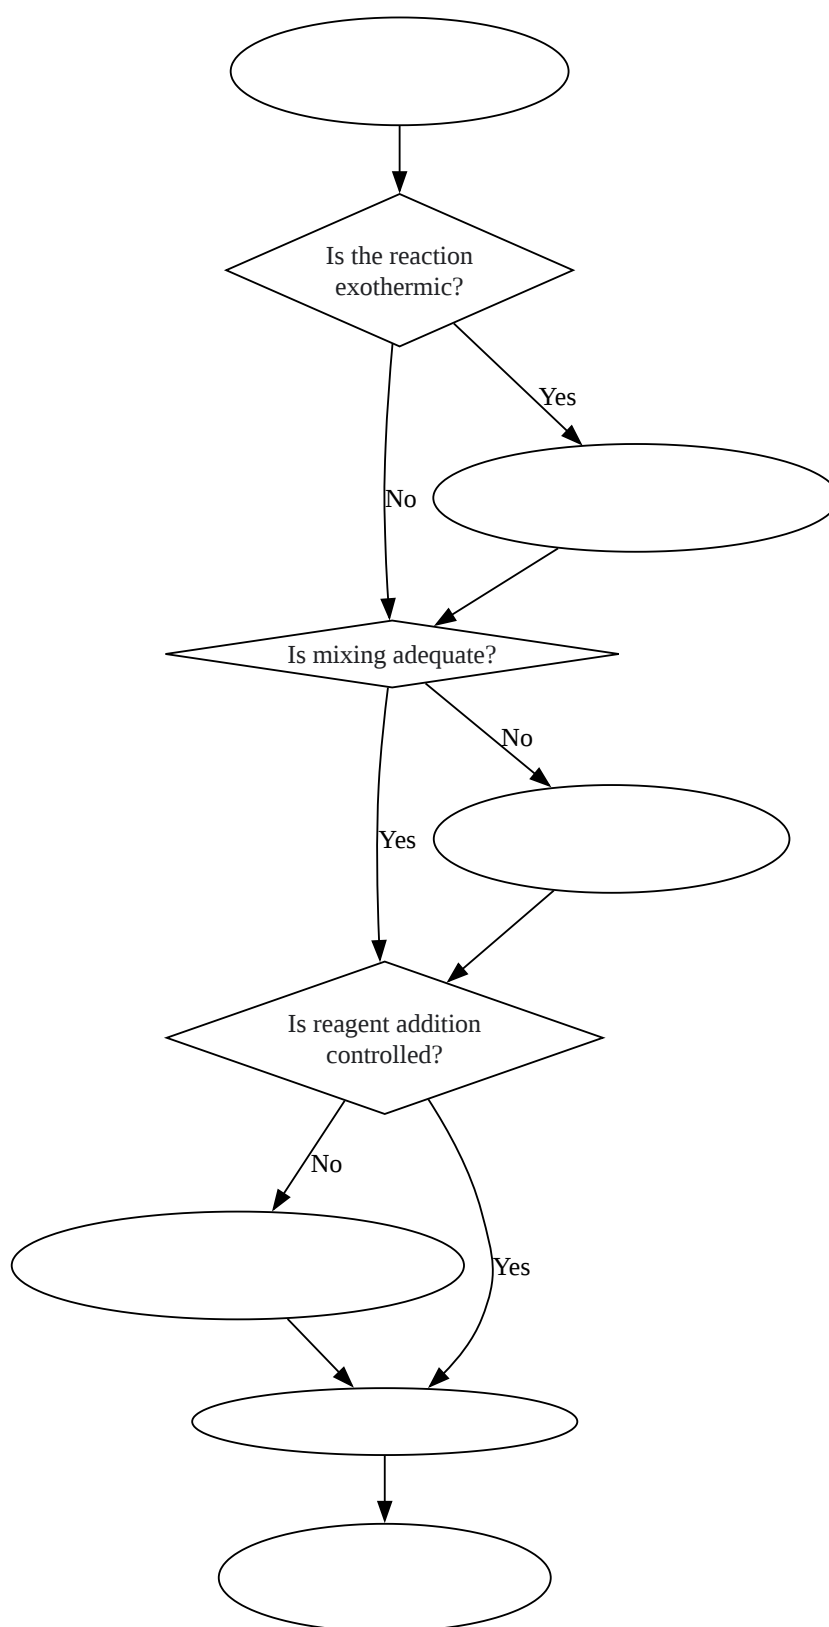 Is the reaction
exothermic?
Yes
No
Is mixing adequate?
No
Yes
Is reagent addition
controlled?
No
Yes